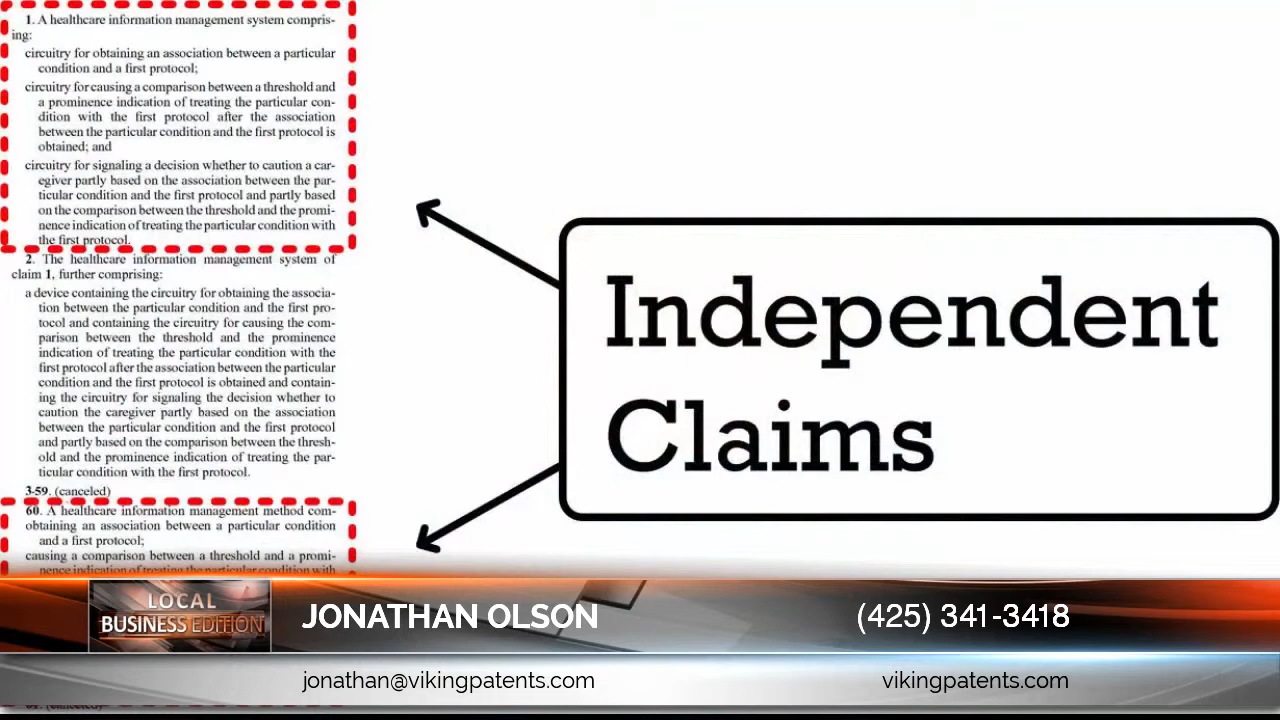 1. A healthcare information management system compris-
ing:
circuitry for obtaining an association between a particular
condition and a first protocol;
circuitry for causing a comparison between a threshold and
a prominence indication of treating the particular con-
dition with the first protocol after the association
between the particular condition and the first protocol is
obtained; and
circuitry for signaling a decision whether to caution a car-
egiver partly based on the association between the par-
ticular condition and the first protocol and partly based
on the comparison between the threshold and the promi-
nence indication of treating the particular condition with
the first protocol.
2. The healthcare information management system of
claim 1, further comprising:
a device containing the circuitry for obtaining the associa-
tion between the particular condition and the first pro-
tocol and containing the circuitry for causing the com-
parison between the threshold and the prominence
indication of treating the particular condition with the
first protocol after the association between the particular
condition and the first protocol is obtained and contain-
ing the circuitry for signaling the decision whether to
caution the caregiver partly based on the association
between the particular condition and the first protocol
and partly based on the comparison between the thresh-
old and the prominence indication of treating the par-
ticular condition with the first protocol.
3-59. (canceled)
60. A healthcare information management method com-
obtaining an association between a particular condition
and a first protocol;
causing a comparison between a threshold and a promi-
nence indication of treating the particular condition with
Independent
Claims
LOCAL
BUSINESS EDITION
JONATHAN OLSON
(425) 341-3418
jonathan@vikingpatents.com
vikingpatents.com
(canceled)